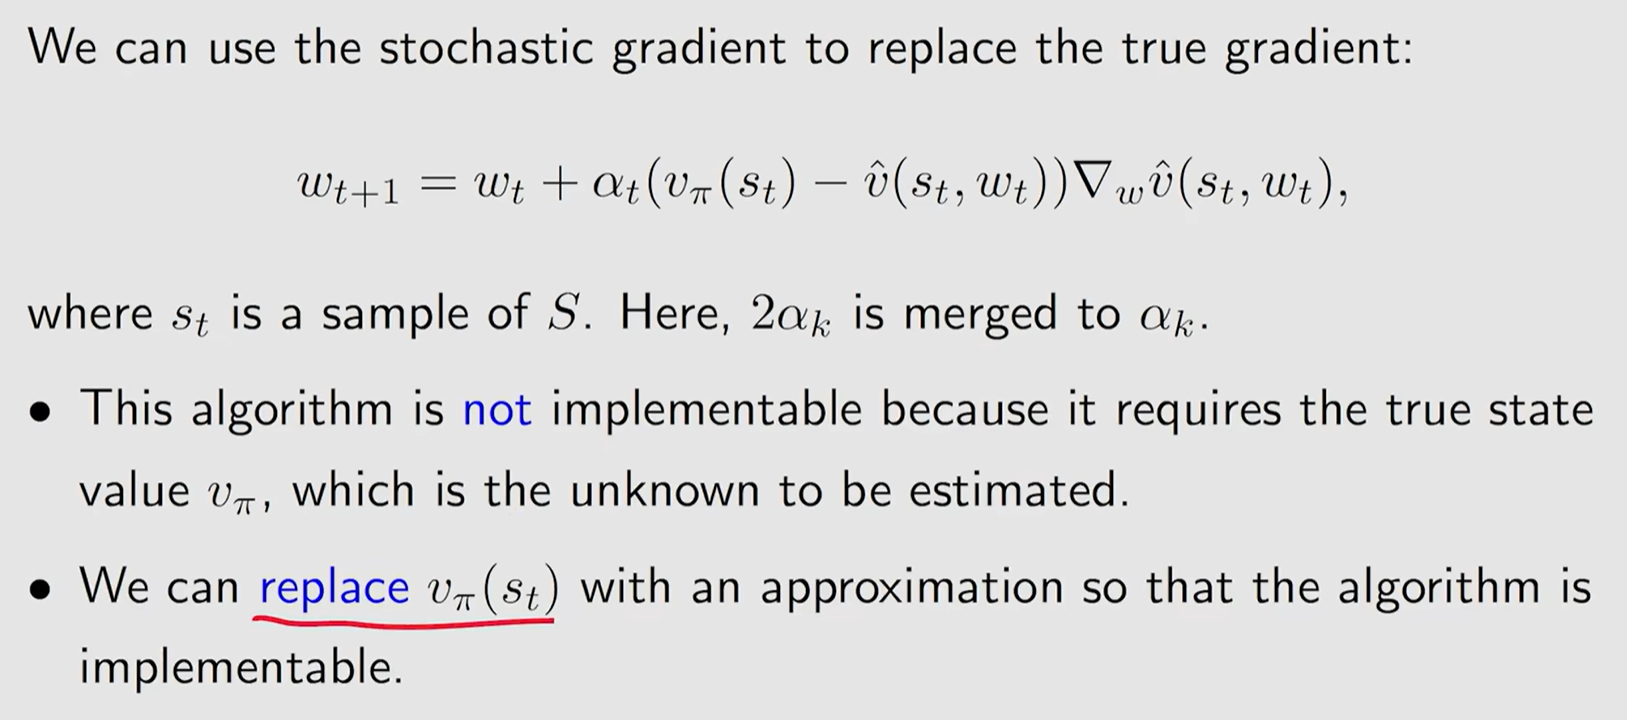 We can use the stochastic gradient to replace the true gradient:
$w_{t+1} = w_t + \alpha_t(v_\pi(s_t) - \hat{v}(s_t, w_t))\nabla_w \hat{v}(s_t, w_t),$
where $s_t$ is a sample of $S$. Here, $2\alpha_k$ is merged to $\alpha_k$.
• This algorithm is not implementable because it requires the true state
value $v_\pi$, which is the unknown to be estimated.
• We can replace $v_\pi(s_t)$ with an approximation so that the algorithm is
implementable.